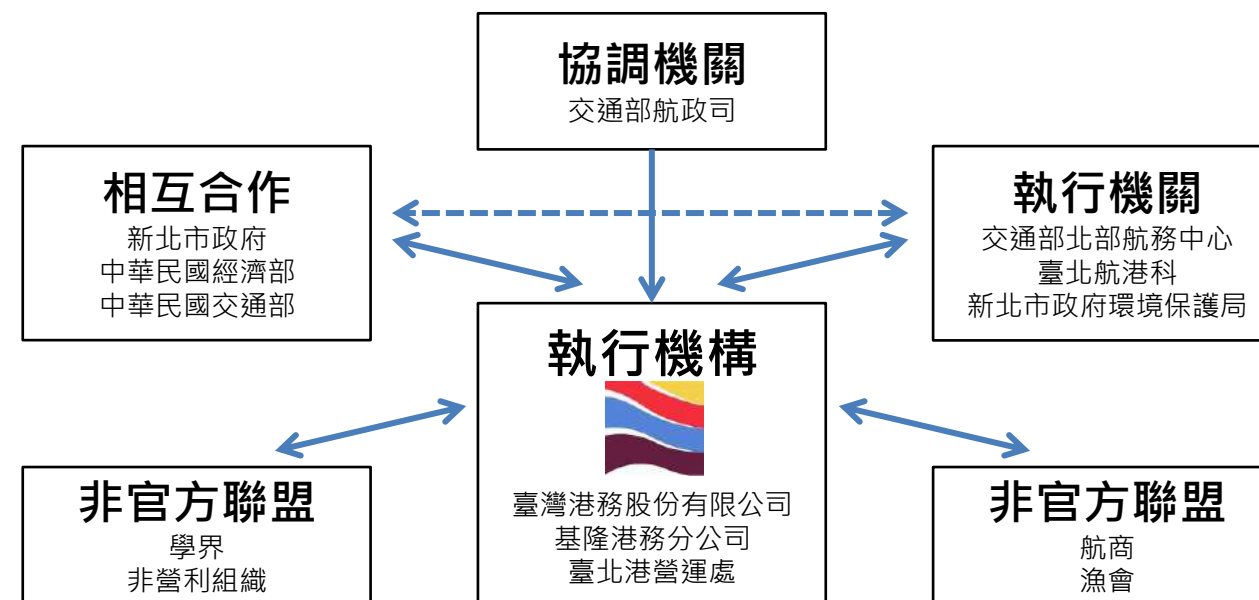 協調機關
交通部航政司
相互合作
新北市政府
中華民國經濟部
中華民國交通部
執行機關
交通部北部航務中心
臺北航港科
新北市政府環境保護局
執行機構
臺灣港務股份有限公司
基隆港務分公司
臺北港營運處
非官方聯盟
學界
非營利組織
非官方聯盟
航商
漁會